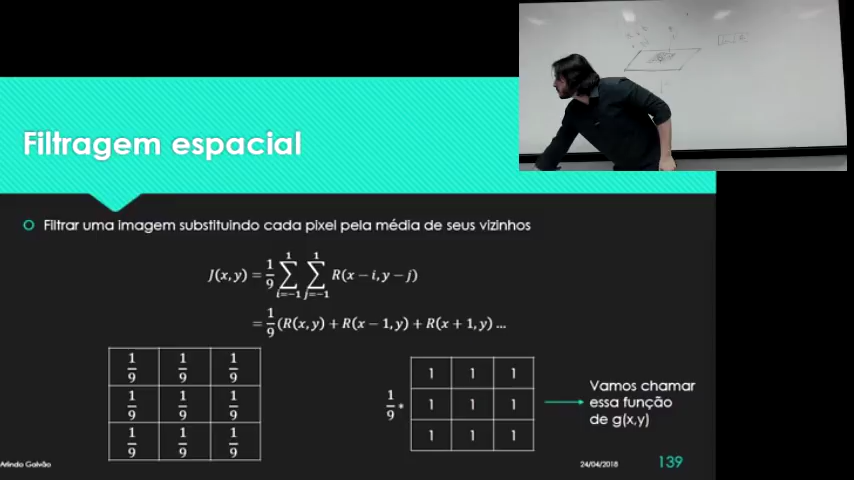 Filtragem espacial
Filtrar uma imagem substituindo cada pixel pela média de seus vizinhos
J(x, y) = 1/9 ∑_{i=−1}^{1} ∑_{j=−1}^{1} R(x − i, y − j)
= 1/9 (R(x, y) + R(x − 1, y) + R(x + 1, y) ...
1/9 1/9 1/9
1/9 1/9 1/9
1/9 1/9 1/9
1/9 *
1 1 1
1 1 1
1 1 1
Vamos chamar
essa função
de g(x,y)
Arlindo Galvão
24/04/2018
139